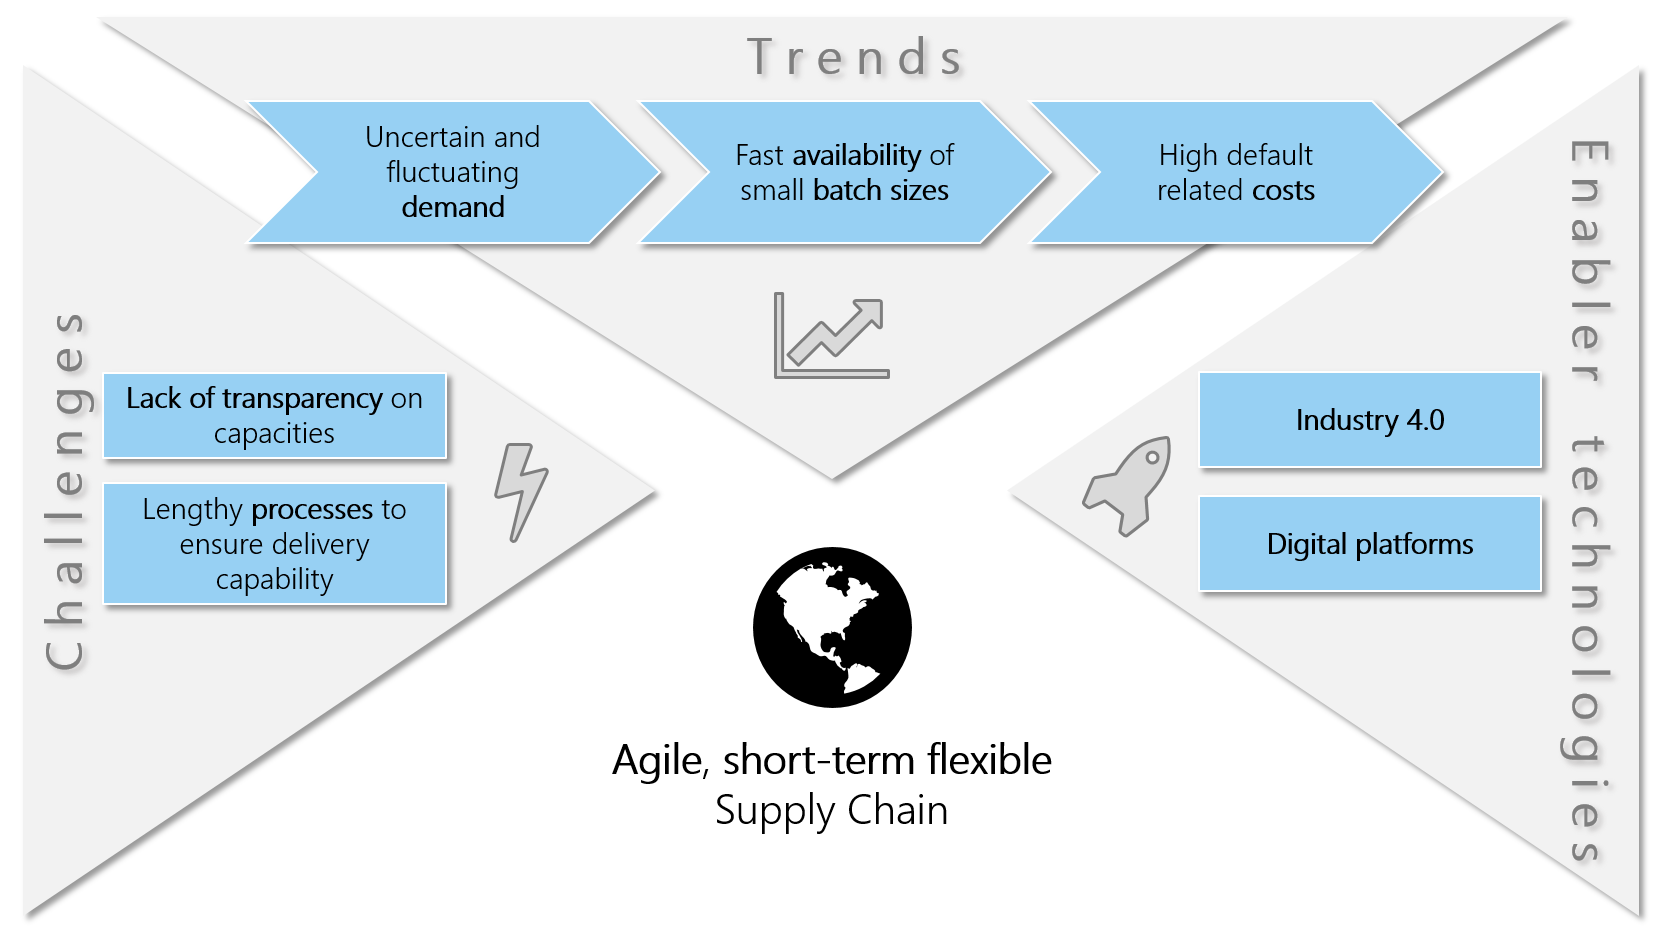 Trends
Uncertain and
fluctuating
demand
Fast availability of
small batch sizes
High default
related costs
Challenges
Lack of transparency on
capacities
Lengthy processes to
ensure delivery
capability
Enabler technologies
Industry 4.0
Digital platforms
Agile, short-term flexible
Supply Chain